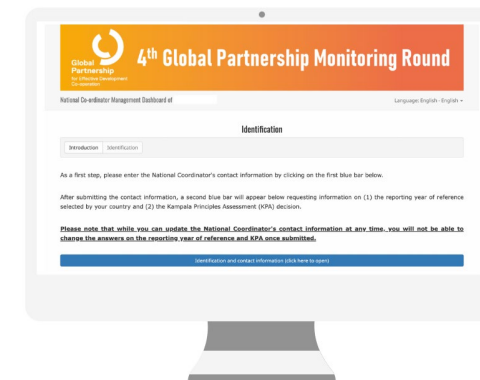 Global
Partnership
for Effective Development
Co-operation
4th Global Partnership Monitoring Round
National Co-ordinator Management Dashboard of
Language: English - English
Identification
Introduction Identification
As a first step, please enter the National Coordinator's contact information by clicking on the first blue bar below.
After submitting the contact information, a second blue bar will appear below requesting information on (1) the reporting year of reference
selected by your country and (2) the Kampala Principles Assessment (KPA) decision.
Please note that while you can update the National Coordinator's contact information at any time, you will not be able to
change the answers on the reporting year of reference and KPA once submitted.
Identification and contact information (click here to open)